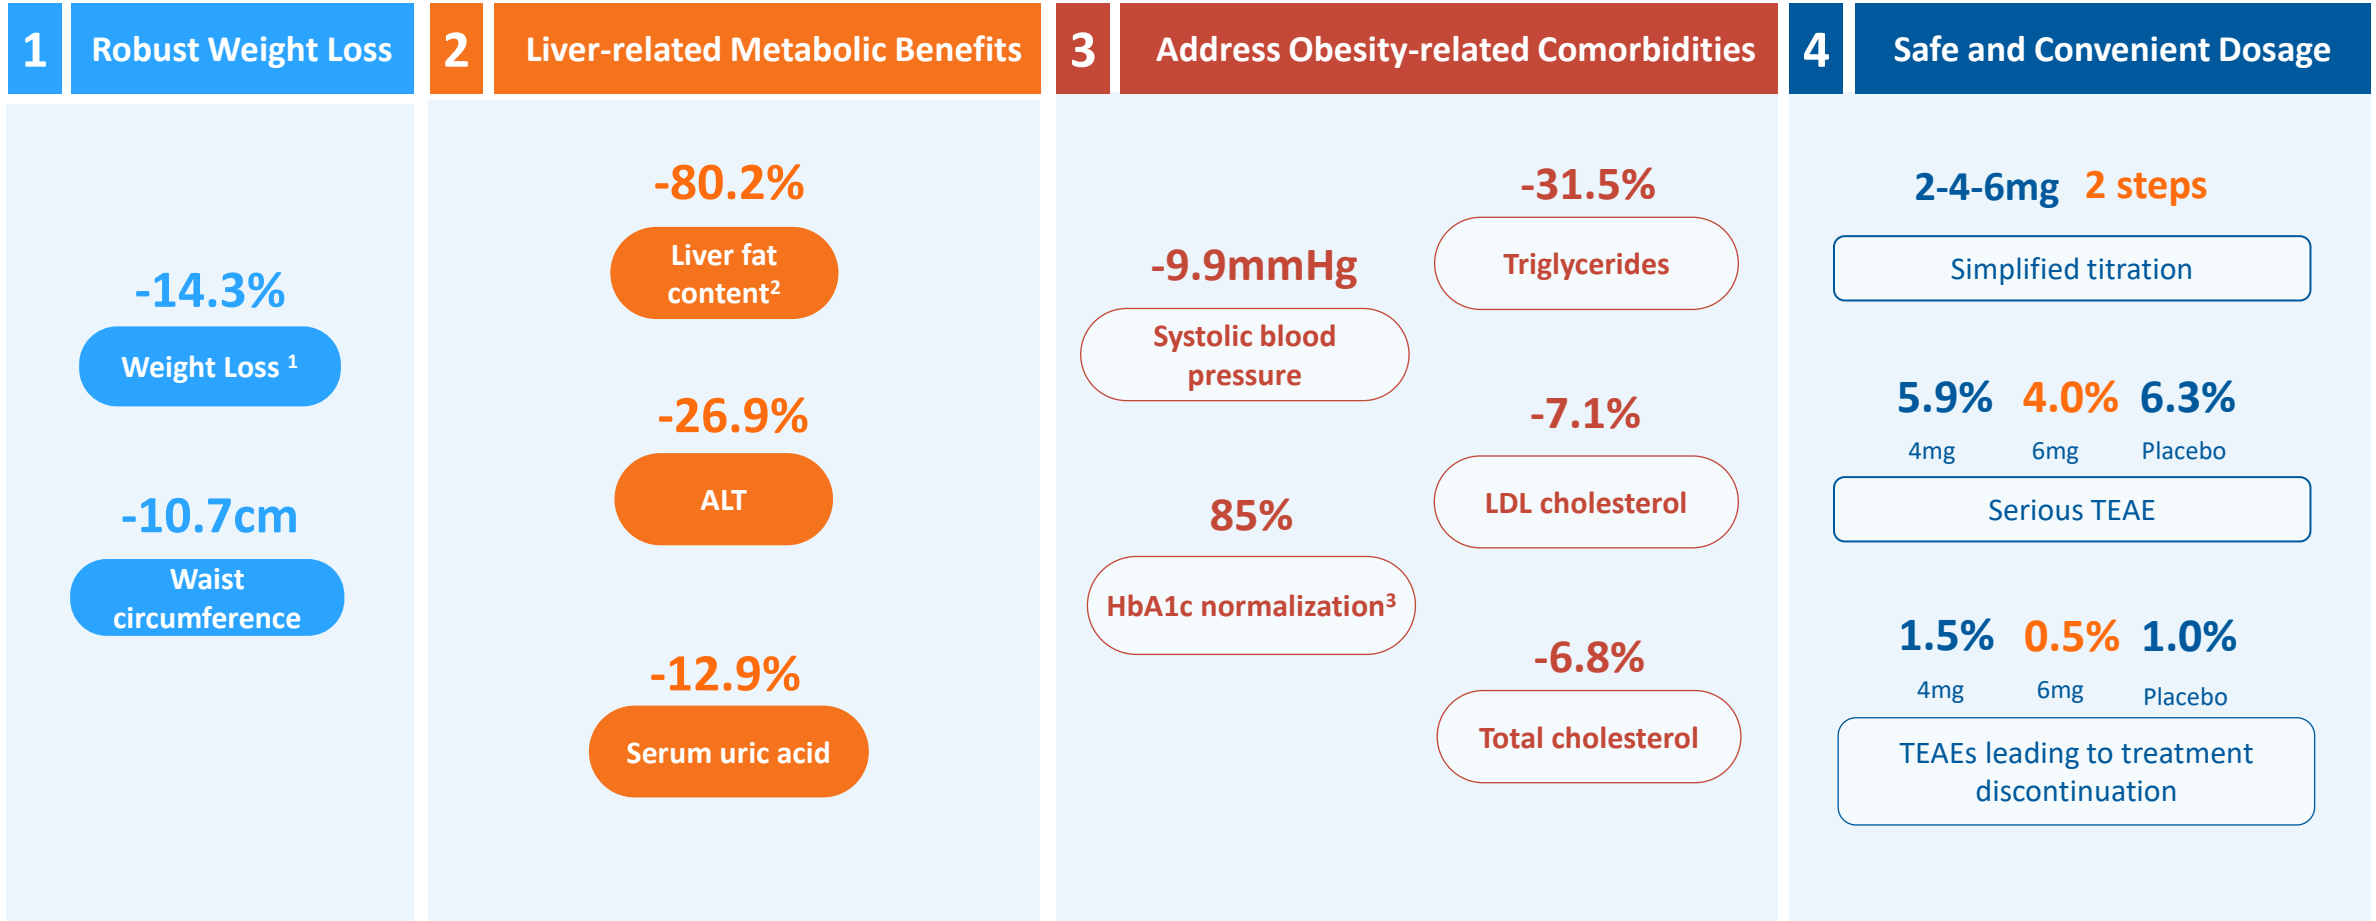 1
Robust Weight Loss
-14.3%
Weight Loss ¹
-10.7cm
Waist
circumference
2
Liver-related Metabolic Benefits
-80.2%
Liver fat
content²
-26.9%
ALT
-12.9%
Serum uric acid
3
Address Obesity-related Comorbidities
-9.9mmHg
Systolic blood
pressure
85%
HbA1c normalization³
-31.5%
Triglycerides
-7.1%
LDL cholesterol
-6.8%
Total cholesterol
4
Safe and Convenient Dosage
2-4-6mg 2 steps
Simplified titration
5.9% 4.0% 6.3%
4mg 6mg Placebo
Serious TEAE
1.5% 0.5% 1.0%
4mg 6mg Placebo
TEAEs leading to treatment
discontinuation